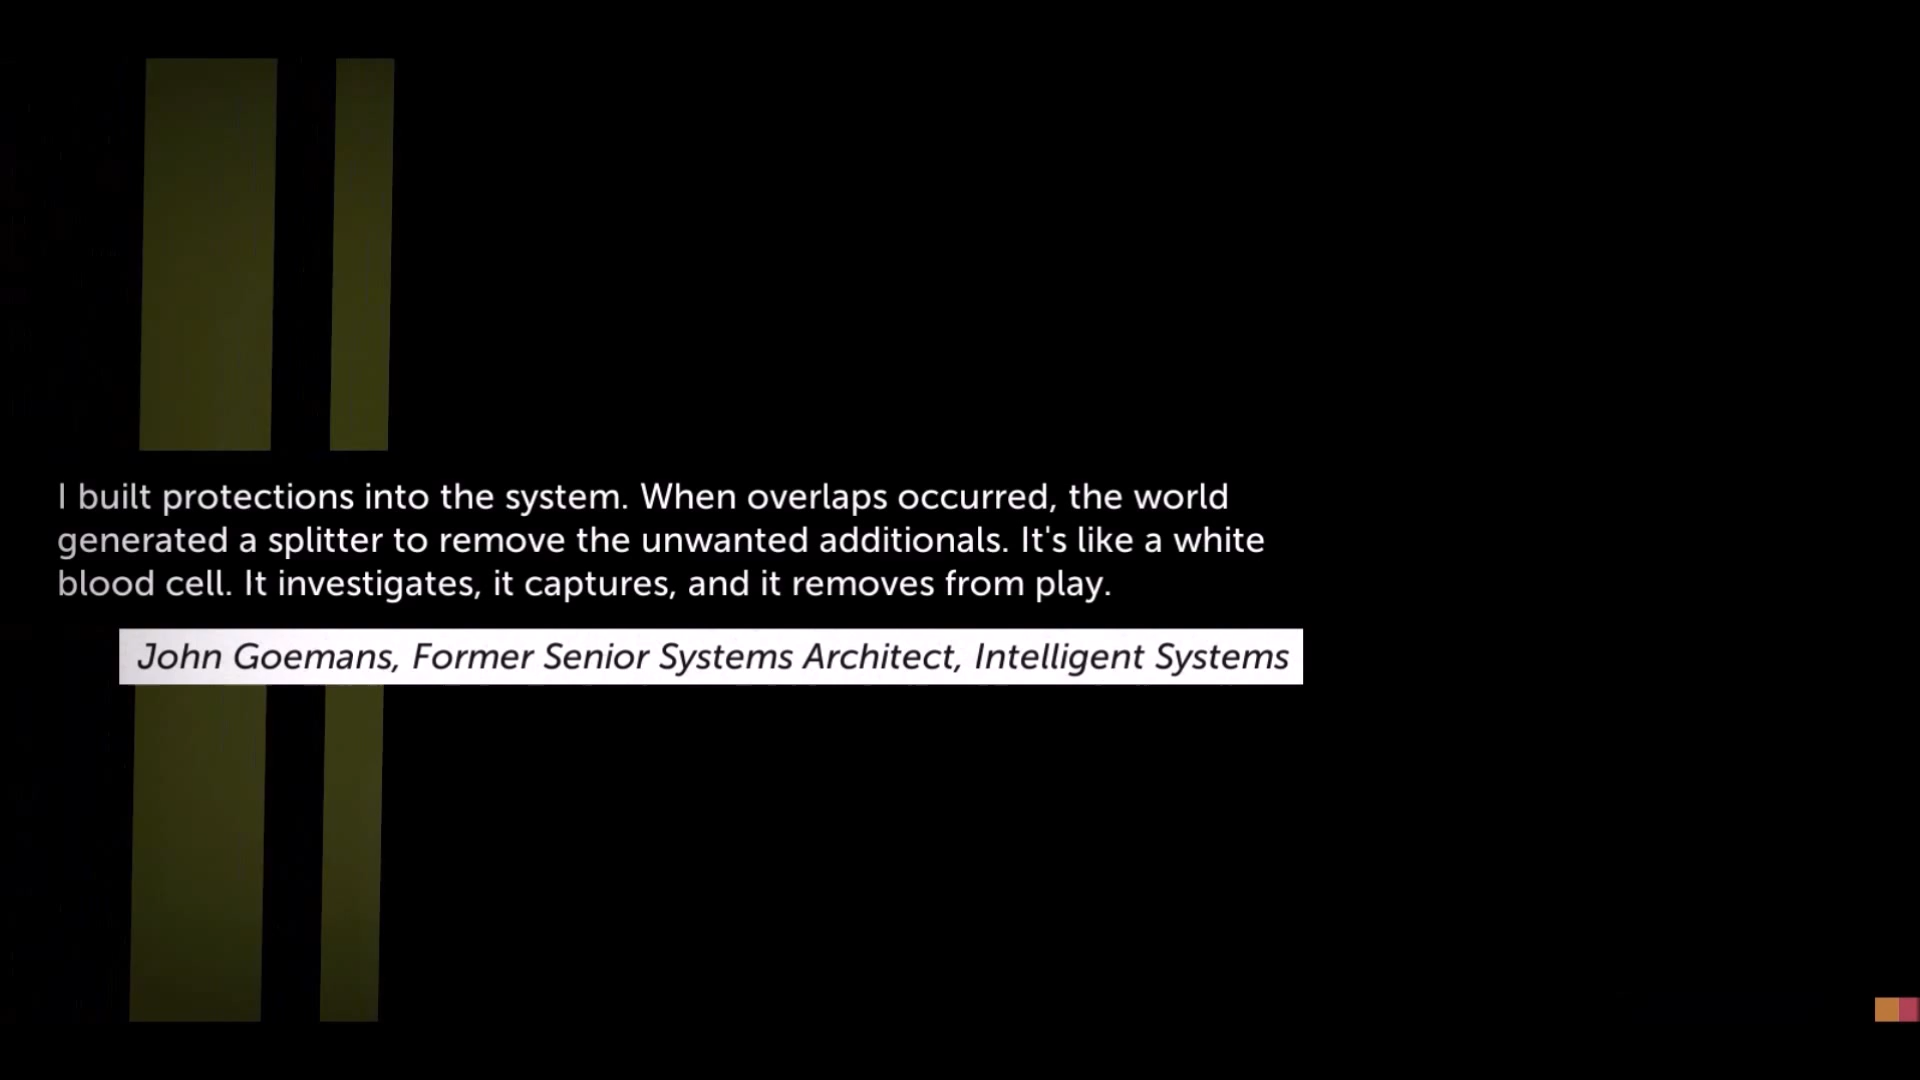 I built protections into the system. When overlaps occurred, the world
generated a splitter to remove the unwanted additionals. It's like a white
blood cell. It investigates, it captures, and it removes from play.
John Goemans, Former Senior Systems Architect, Intelligent Systems